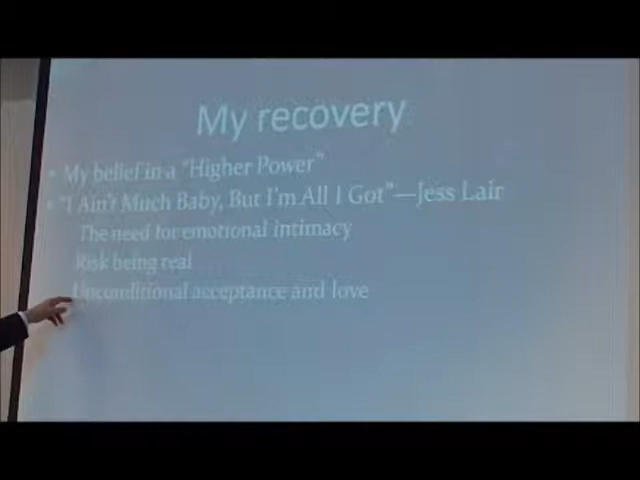 My recovery
• My belief in a “Higher Power”
• “I Ain't Much Baby, But I'm All I Got”—Jess Lair
The need for emotional intimacy
Risk being real
Unconditional acceptance and love